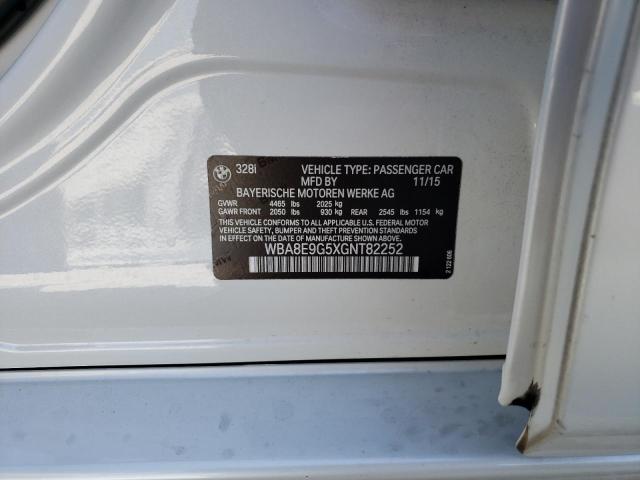 328i VEHICLE TYPE: PASSENGER CAR
MFD BY 11/15
BAYERISCHE MOTOREN WERKE AG
GVWR 4465 lbs 2025 kg
GAWR FRONT 2050 lbs 930 kg REAR 2545 lbs 1154 kg
THIS VEHICLE CONFORMS TO ALL APPLICABLE
U.S. FEDERAL MOTOR VEHICLE SAFETY, BUMPER,
AND THEFT PREVENTION STANDARDS IN EFFECT
ON THE DATE OF MANUFACTURE SHOWN ABOVE.
WBA8E9G5XGNT82252